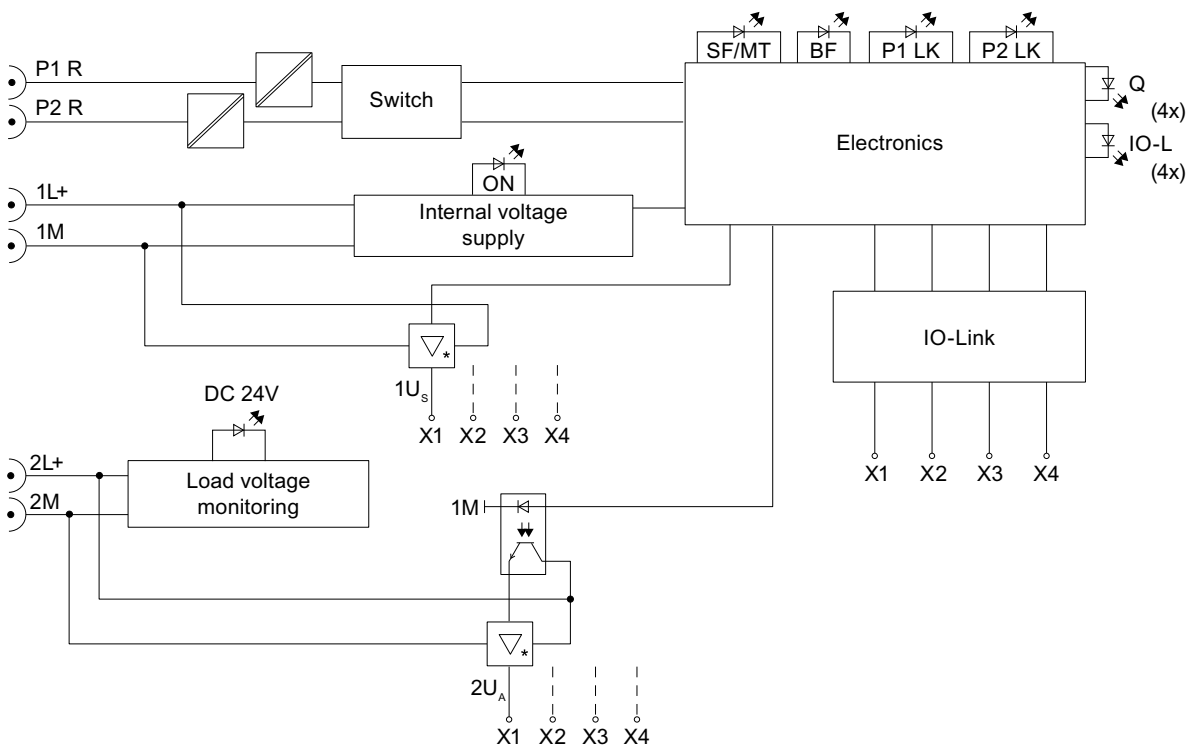 SF/MT
BF
P1 LK
P2 LK
P1 R
P2 R
Switch
Electronics
Q
(4x)
IO-L
(4x)
ON
1L+
1M
Internal voltage
supply
IO-Link
*
1US
X1 X2 X3 X4
X1 X2 X3 X4
DC 24V
2L+
2M
Load voltage
monitoring
1M
*
2UA
X1 X2 X3 X4